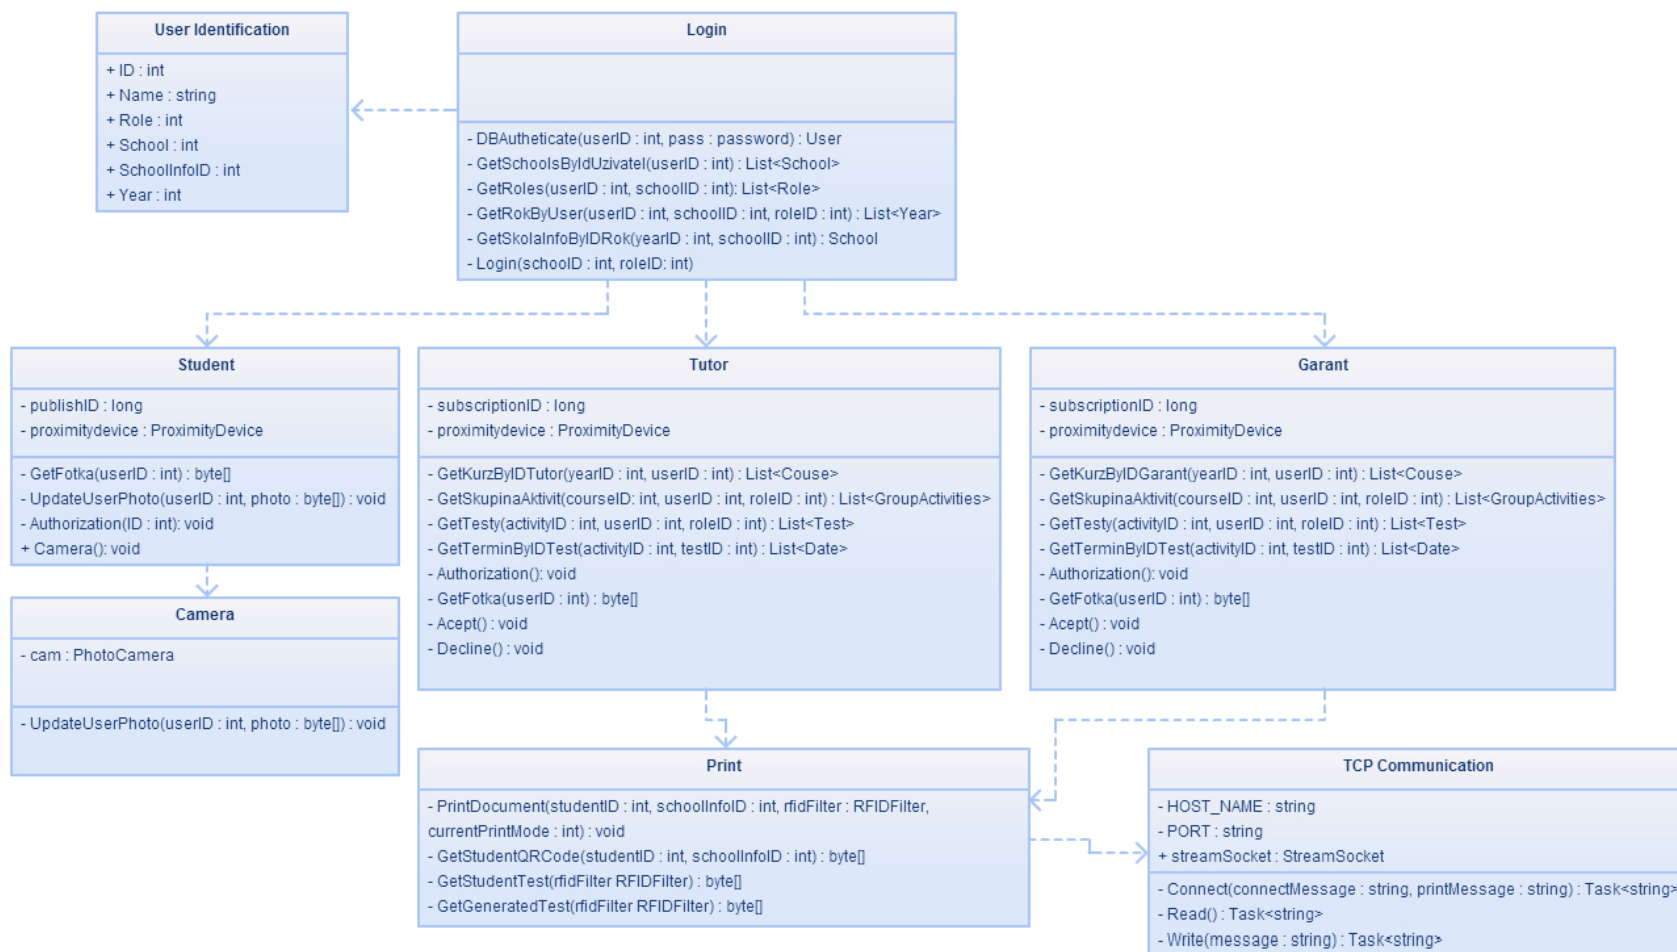 User Identification
+ ID : int
+ Name : string
+ Role : int
+ School : int
+ SchoolInfoID : int
+ Year : int
Login
- DBAutheticate(userID : int, pass : password) : User
- GetSchoolsByIdUzivatel(userID : int) : List<School>
- GetRoles(userID : int, schoolID : int): List<Role>
- GetRokByUser(userID : int, schoolID : int, roleID : int) : List<Year>
- GetSkolaInfoByIDRok(yearID : int, schoolID : int) : School
- Login(schoolD : int, roleID: int)
Student
- publishID : long
- proximitydevice : ProximityDevice
- GetFotka(userID : int) : byte[]
- UpdateUserPhoto(userID : int, photo : byte[]) : void
- Authorization(ID : int): void
+ Camera(): void
Tutor
- subscriptionID : long
- proximitydevice : ProximityDevice
- GetKurzByIDTutor(yearID : int, userID : int) : List<Couse>
- GetSkupinaAktivit(courseID : int, userID : int, roleID : int) : List<GroupActivities>
- GetTesty(activityID : int, userID : int, roleID : int) : List<Test>
- GetTerminByIDTest(activityID : int, testID : int) : List<Date>
- Authorization(): void
- GetFotka(userID : int) : byte[]
- Acept() : void
- Decline() : void
Garant
- subscriptionID : long
- proximitydevice : ProximityDevice
- GetKurzByIDGarant(yearID : int, userID : int) : List<Couse>
- GetSkupinaAktivit(courseID : int, userID : int, roleID : int) : List<GroupActivities>
- GetTesty(activityID : int, userID : int, roleID : int) : List<Test>
- GetTerminByIDTest(activityID : int, testID : int) : List<Date>
- Authorization(): void
- GetFotka(userID : int) : byte[]
- Acept() : void
- Decline() : void
Camera
- cam : PhotoCamera
- UpdateUserPhoto(userID : int, photo : byte[]) : void
Print
- PrintDocument(studentID : int, schoolInfoID : int, rfidFilter : RFIDFilter,
currentPrintMode : int) : void
- GetStudentQRCode(studentID : int, schoolInfoID : int) : byte[]
- GetStudentTest(rfidFilter RFIDFilter) : byte[]
- GetGeneratedTest(rfidFilter RFIDFilter) : byte[]
TCP Communication
- HOST_NAME : string
- PORT : string
+ streamSocket : StreamSocket
- Connect(connectMessage : string, printMessage : string) : Task<string>
- Read() : Task<string>
- Write(message : string) : Task<string>